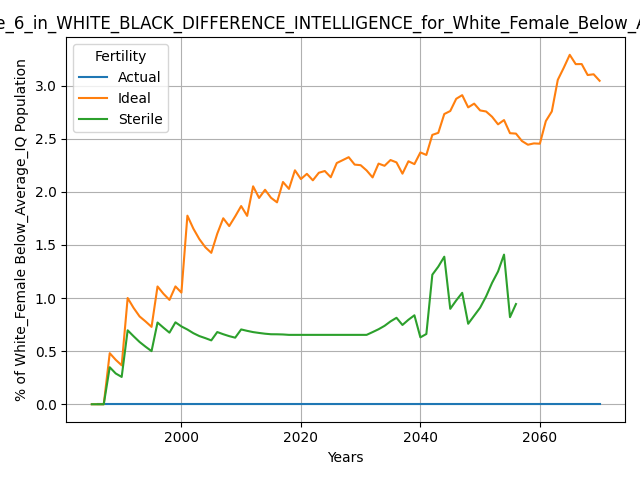 e_6_in_WHITE_BLACK_DIFFERENCE_INTELLIGENCE_for_White_Female_Below_A
Fertility
Actual
Ideal
Sterile
% of White_Female Below_Average_IQ Population
3.0
2.5
2.0
1.5
1.0
0.5
0.0
2000
2020
2040
2060
Years